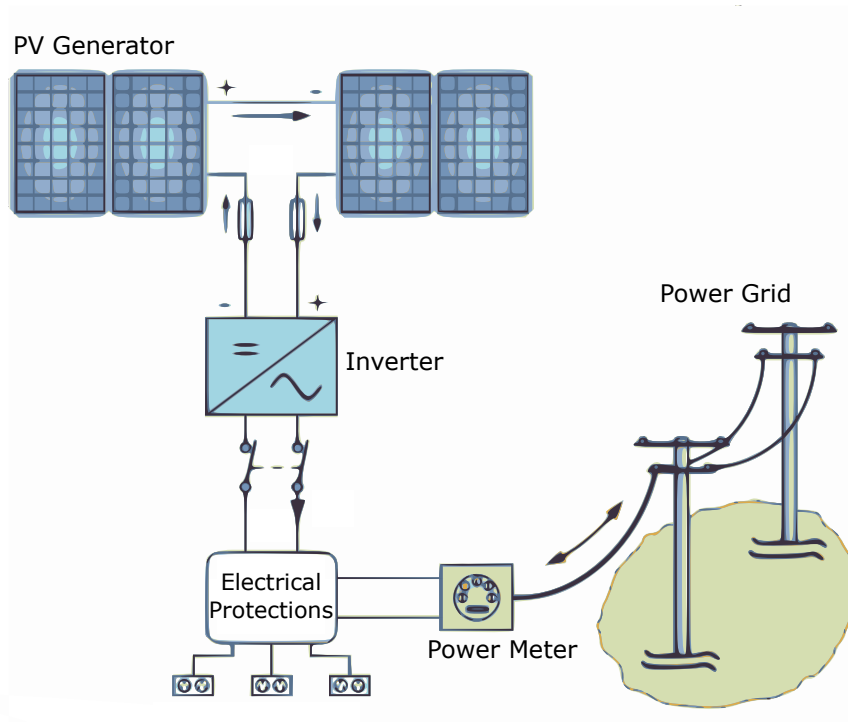 PV Generator
Power Grid
Inverter
Electrical
Protections
Power Meter